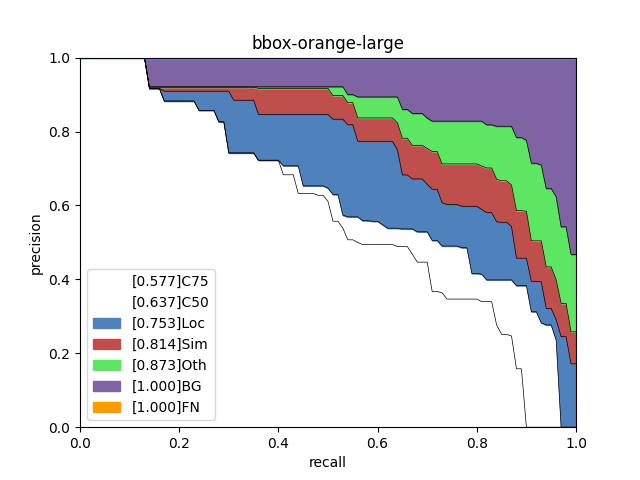 bbox-orange-large
1.0
0.8
0.6
0.4
0.2
0.0
precision
[0.577]C75
[0.637]C50
[0.753]Loc
[0.814]Sim
[0.873]Oth
[1.000]BG
[1.000]FN
0.0 0.2 0.4 0.6 0.8 1.0
recall